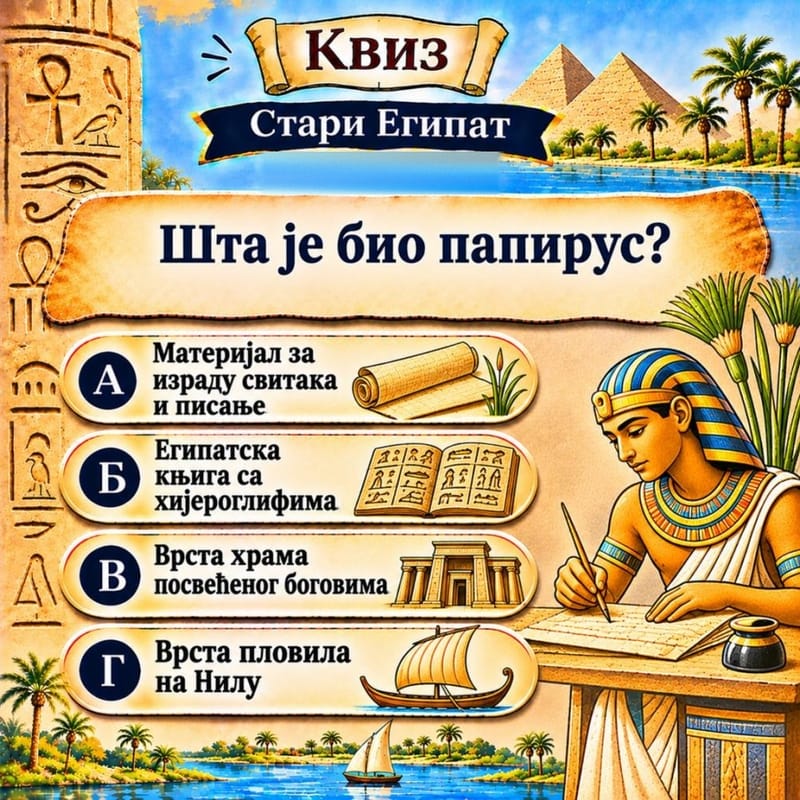 Квиз
Стари Египат
Шта је био папирус?
А
Материјал за
израду свитака
и писање
Б
Египатска
књига са
хијероглифима
В
Врста храма
посвећеног боговима
Г
Врста пловила
на Нилу